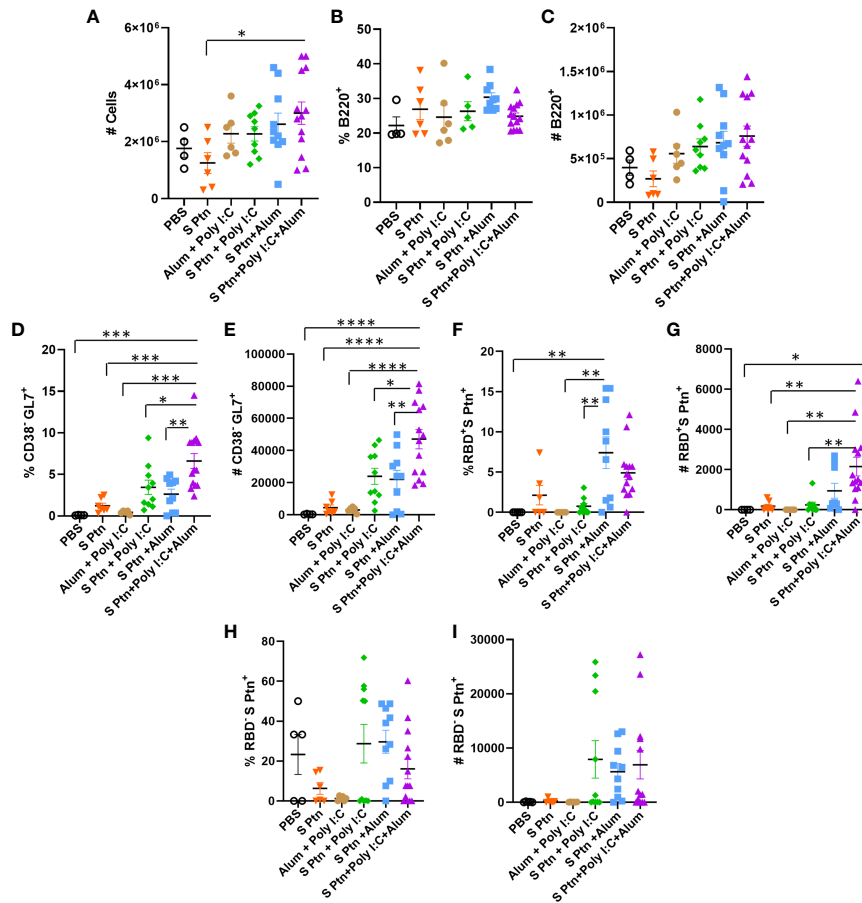 A
# Cells
6×10⁶
4×10⁶
2×10⁶
0
*
PBS
S Ptn
Alum + Poly I:C
S Ptn + Poly I:C
S Ptn +Alum
S Ptn+Poly I:C+Alum
B
% B220⁺
50
40
30
20
10
0
PBS
S Ptn
Alum + Poly I:C
S Ptn + Poly I:C
S Ptn +Alum
S Ptn+Poly I:C+Alum
C
# B220⁺
2×10⁶
2×10⁶
1×10⁶
5×10⁵
0
PBS
S Ptn
Alum + Poly I:C
S Ptn + Poly I:C
S Ptn +Alum
S Ptn+Poly I:C+Alum
D
% CD38⁻ GL7⁺
20
15
10
5
0
***
***
***
*
**
PBS
S Ptn
Alum + Poly I:C
S Ptn + Poly I:C
S Ptn +Alum
S Ptn+Poly I:C+Alum
E
# CD38⁻ GL7⁺
100000
80000
60000
40000
20000
0
****
****
****
*
**
PBS
S Ptn
Alum + Poly I:C
S Ptn + Poly I:C
S Ptn +Alum
S Ptn+Poly I:C+Alum
F
%RBD⁺S Ptn⁺
20
15
10
5
0
**
**
**
PBS
S Ptn
Alum + Poly I:C
S Ptn + Poly I:C
S Ptn +Alum
S Ptn+Poly I:C+Alum
G
# RBD⁺S Ptn⁺
8000
6000
4000
2000
0
*
**
**
**
PBS
S Ptn
Alum + Poly I:C
S Ptn + Poly I:C
S Ptn +Alum
S Ptn+Poly I:C+Alum
H
% RBD⁻ S Ptn⁺
80
60
40
20
0
PBS
S Ptn
Alum + Poly I:C
S Ptn + Poly I:C
S Ptn +Alum
S Ptn+Poly I:C+Alum
I
# RBD⁻ S Ptn⁺
30000
20000
10000
0
PBS
S Ptn
Alum + Poly I:C
S Ptn + Poly I:C
S Ptn +Alum
S Ptn+Poly I:C+Alum